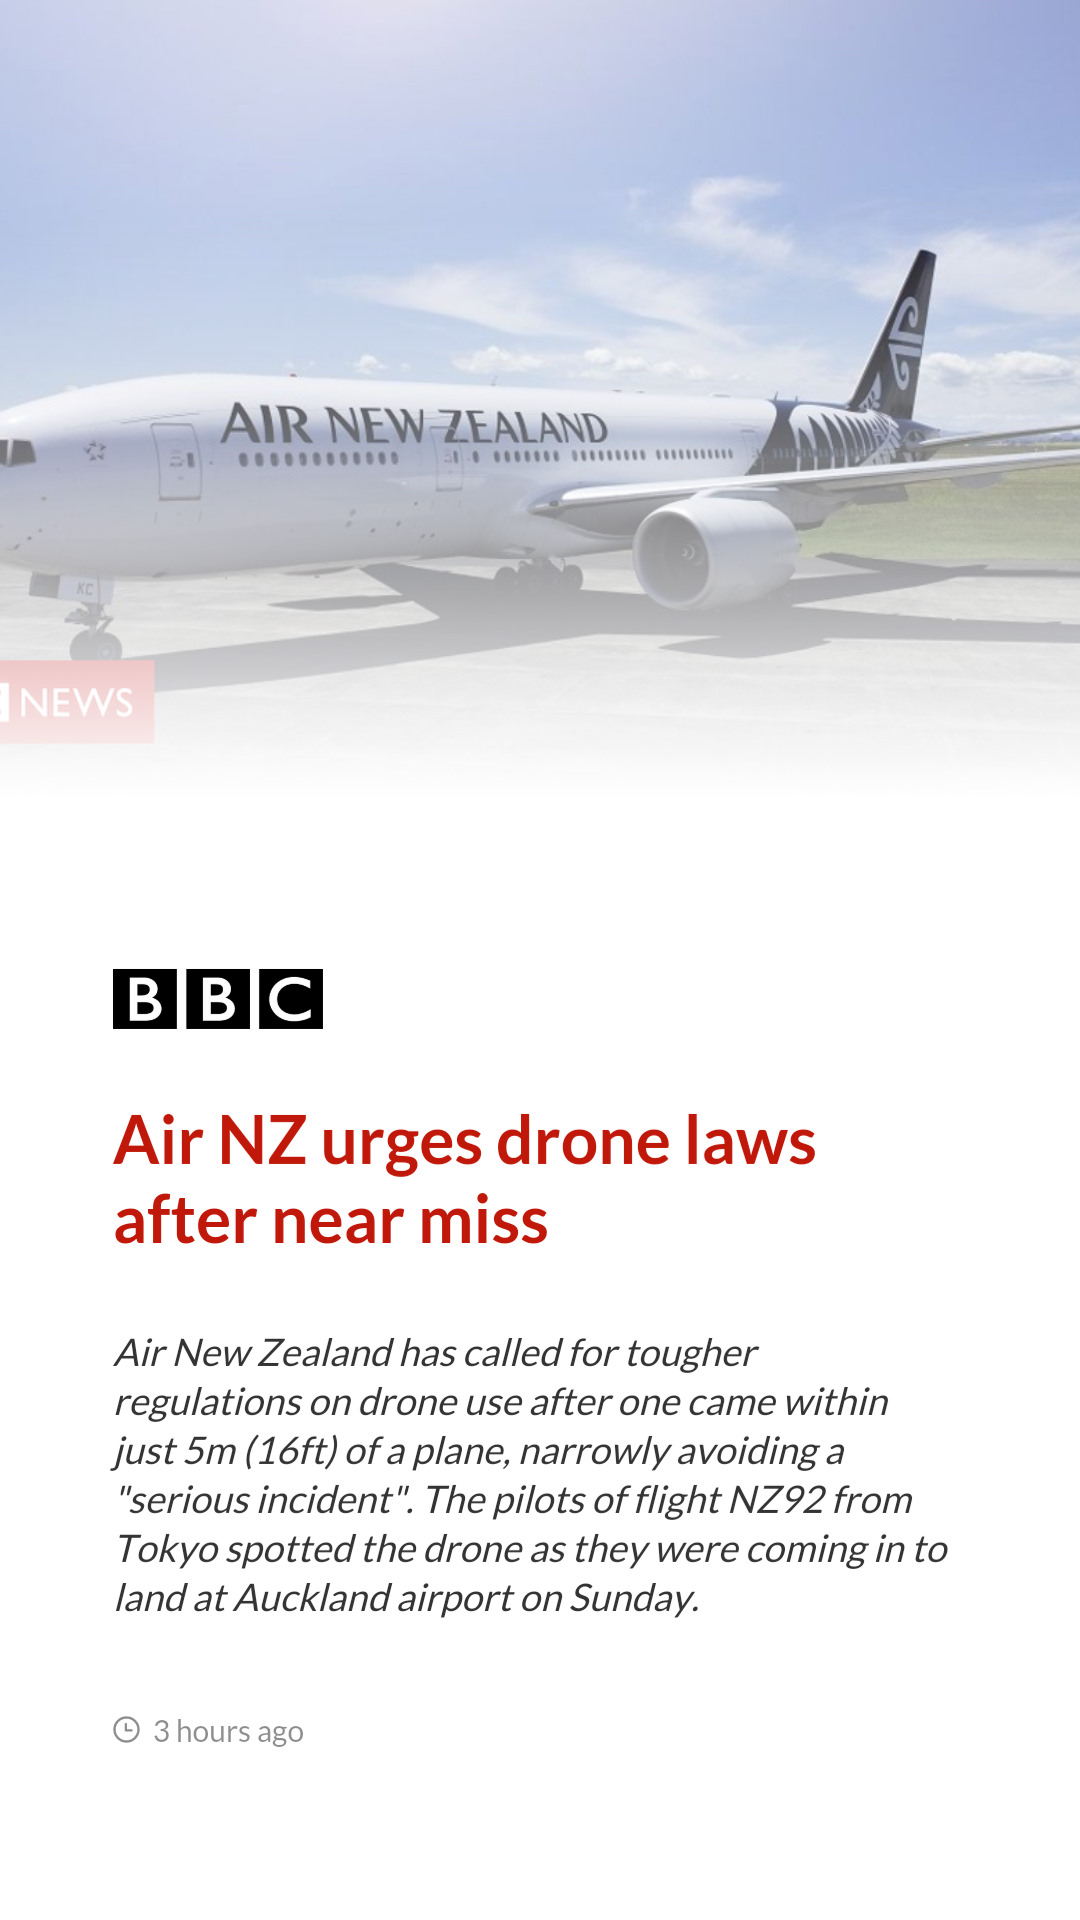 AIR NEW ZEALAND
KC
NEWS
BBC
Air NZ urges drone laws
after near miss
Air New Zealand has called for tougher
regulations on drone use after one came within
just 5m (16ft) of a plane, narrowly avoiding a
"serious incident". The pilots of flight NZ92 from
Tokyo spotted the drone as they were coming in to
land at Auckland airport on Sunday.
3 hours ago